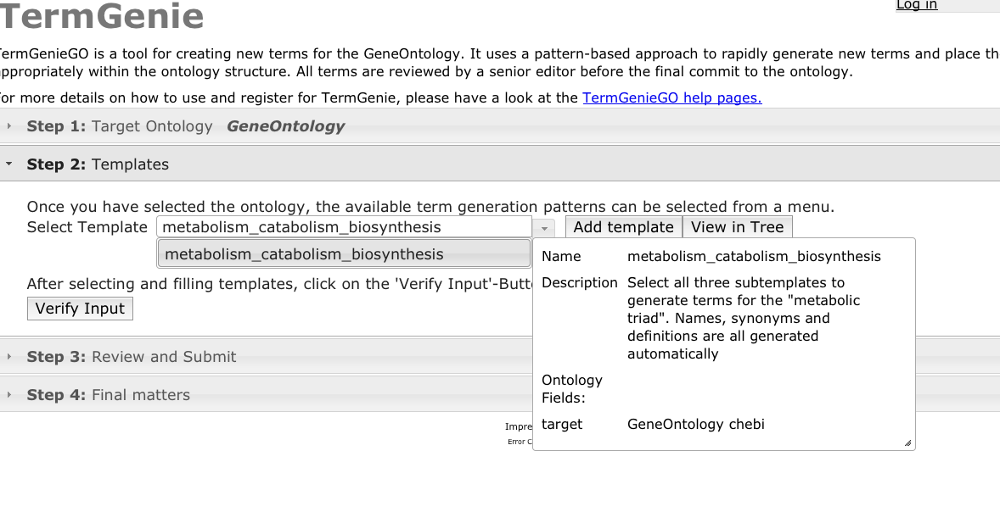 TermGenie
Log in
TermGenieGO is a tool for creating new terms for the GeneOntology. It uses a pattern-based approach to rapidly generate new terms and place th
appropriately within the ontology structure. All terms are reviewed by a senior editor before the final commit to the ontology.
For more details on how to use and register for TermGenie, please have a look at the TermGenieGO help pages.
Step 1: Target Ontology GeneOntology
Step 2: Templates
Once you have selected the ontology, the available term generation patterns can be selected from a menu.
Select Template metabolism_catabolism_biosynthesis Add template View in Tree
metabolism_catabolism_biosynthesis
After selecting and filling templates, click on the 'Verify Input'-Butt
Verify Input
Name metabolism_catabolism_biosynthesis
Description Select all three subtemplates to
generate terms for the "metabolic
triad". Names, synonyms and
definitions are all generated
automatically
Ontology
Fields:
target GeneOntology chebi
Step 3: Review and Submit
Step 4: Final matters
Impre
Error C